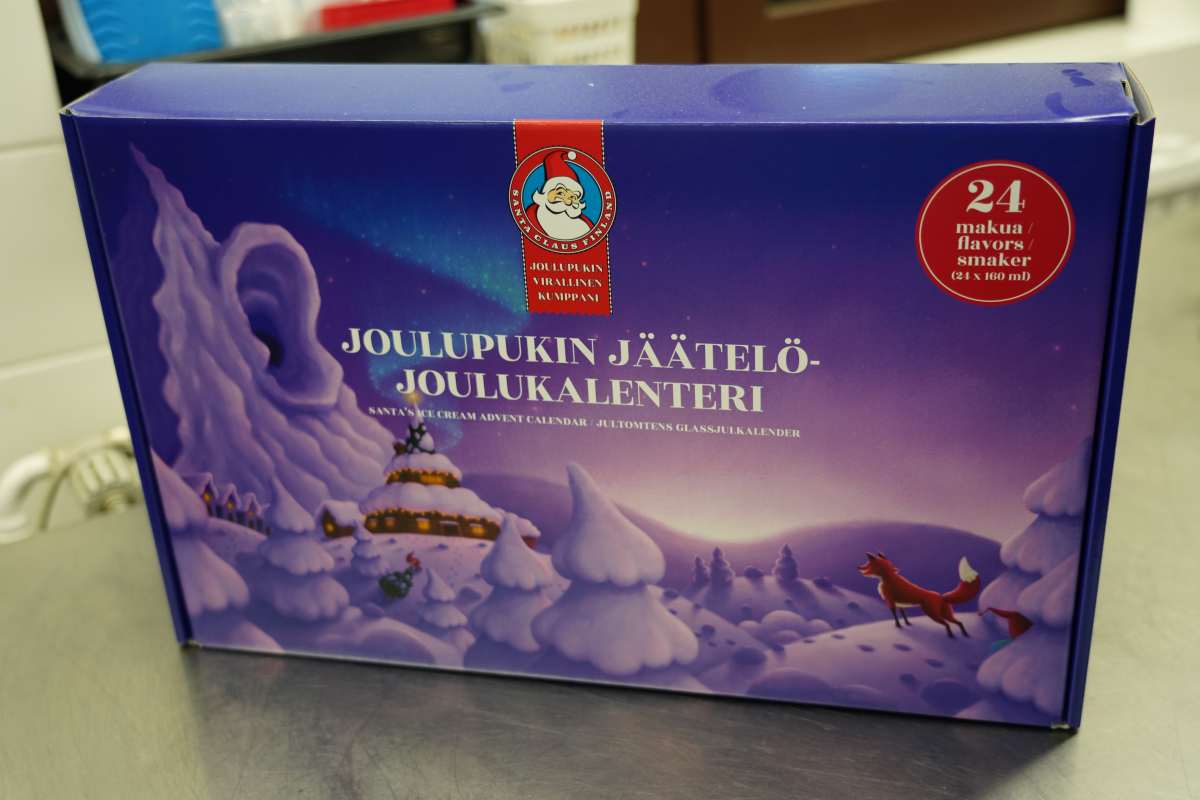 SANTA CLAUS FINLAND
JOULUPUKIN
VIRALLINEN
KUMPPANI
24
makua /
flavors /
smaker
(24 x 160 ml)
JOULUPUKIN JÄÄTELÖ-
JOULUKALENTERI
SANTA'S ICE CREAM ADVENT CALENDAR / JULTOMTENS GLASSJULKALENDER